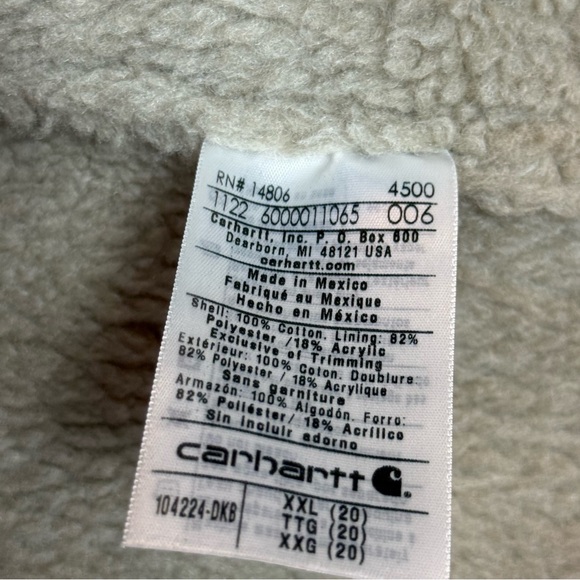 RN# 14806 4500
1122 6000011065 006
Carhartt, Inc. P. O. Box 600
Dearborn, MI 48121 USA
carhartt.com
Made in Mexico
Fabriqué au Mexique
Hecho en México
Shell: 100% Cotton. Lining: 82%
Polyester /18% Acrylic
Exclusive of Trimming
Extérieur: 100% Coton. Doublure:
82% Polyester / 18% Acrylique
Sans garniture
Armazón: 100% Algodón. Forro:
82% Poliéster/ 18% Acrílico
Sin incluir adorno
carhartt
104224-DKB XXL (20)
TTG (20)
XXG (20)